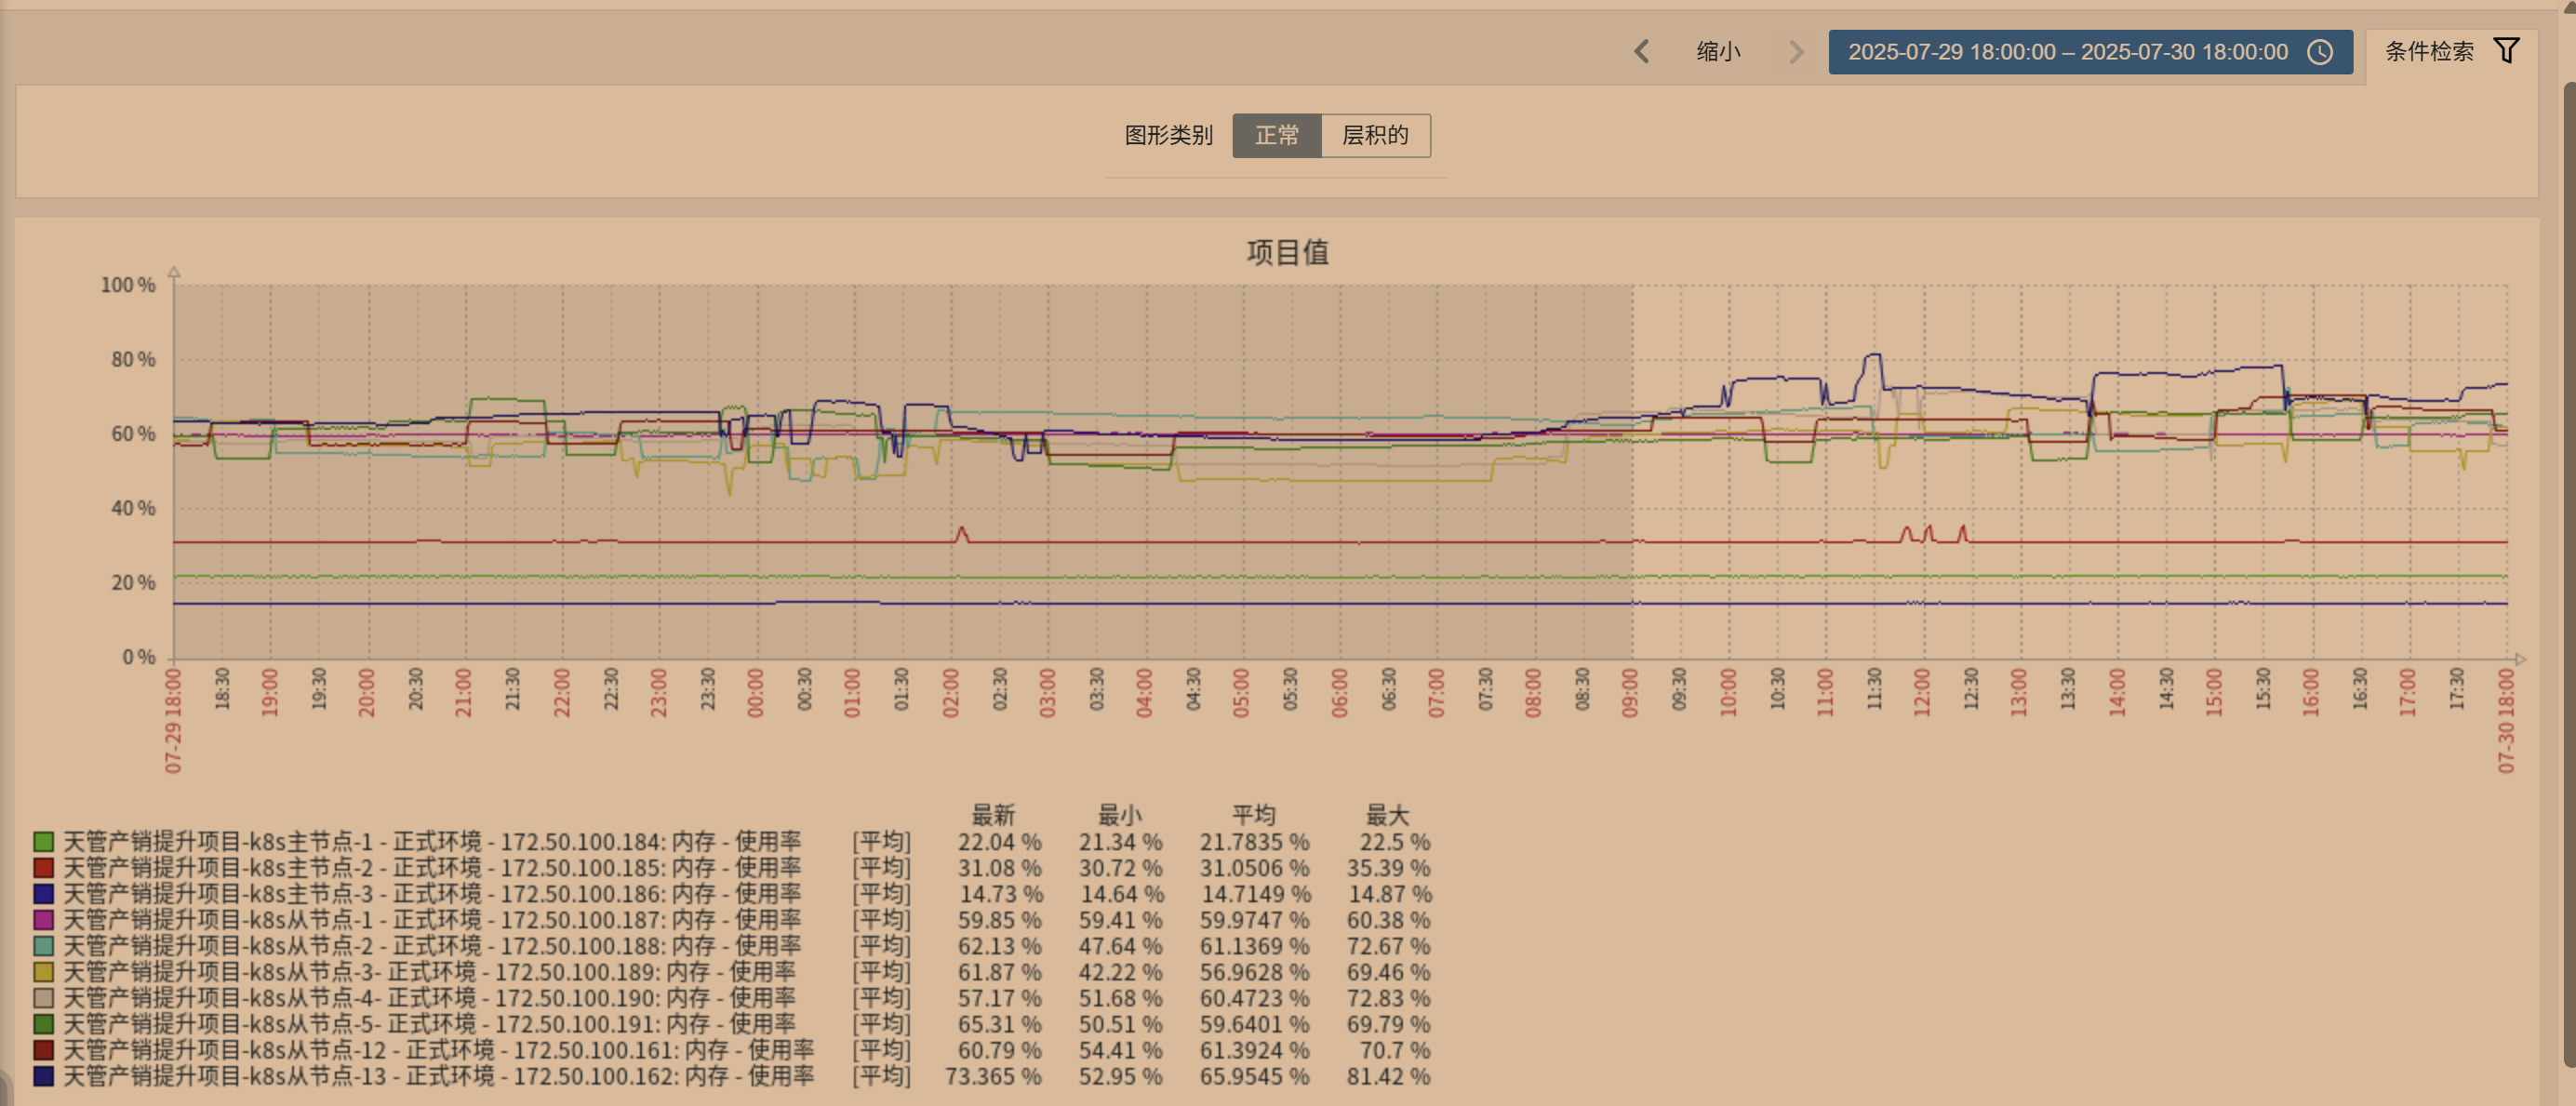 缩小 2025-07-29 18:00:00 – 2025-07-30 18:00:00 条件检索
图形类别 正常 层积的
项目值
100 %
80 %
60 %
40 %
20 %
0 %
07-29 18:00 18:30 19:00 19:30 20:00 20:30 21:00 21:30 22:00 22:30 23:00 23:30 00:00 00:30 01:00 01:30 02:00 02:30 03:00 03:30 04:00 04:30 05:00 05:30 06:00 06:30 07:00 07:30 08:00 08:30 09:00 09:30 10:00 10:30 11:00 11:30 12:00 12:30 13:00 13:30 14:00 14:30 15:00 15:30 16:00 16:30 17:00 17:30 07-30 18:00
最新 最小 平均 最大
天管产销提升项目-k8s主节点-1 - 正式环境 - 172.50.100.184: 内存 - 使用率 [平均] 22.04 % 21.34 % 21.7835 % 22.5 %
天管产销提升项目-k8s主节点-2 - 正式环境 - 172.50.100.185: 内存 - 使用率 [平均] 31.08 % 30.72 % 31.0506 % 35.39 %
天管产销提升项目-k8s主节点-3 - 正式环境 - 172.50.100.186: 内存 - 使用率 [平均] 14.73 % 14.64 % 14.7149 % 14.87 %
天管产销提升项目-k8s从节点-1 - 正式环境 - 172.50.100.187: 内存 - 使用率 [平均] 59.85 % 59.41 % 59.9747 % 60.38 %
天管产销提升项目-k8s从节点-2 - 正式环境 - 172.50.100.188: 内存 - 使用率 [平均] 62.13 % 47.64 % 61.1369 % 72.67 %
天管产销提升项目-k8s从节点-3- 正式环境 - 172.50.100.189: 内存 - 使用率 [平均] 61.87 % 42.22 % 56.9628 % 69.46 %
天管产销提升项目-k8s从节点-4- 正式环境 - 172.50.100.190: 内存 - 使用率 [平均] 57.17 % 51.68 % 60.4723 % 72.83 %
天管产销提升项目-k8s从节点-5- 正式环境 - 172.50.100.191: 内存 - 使用率 [平均] 65.31 % 50.51 % 59.6401 % 69.79 %
天管产销提升项目-k8s从节点-12 - 正式环境 - 172.50.100.161: 内存 - 使用率 [平均] 60.79 % 54.41 % 61.3924 % 70.7 %
天管产销提升项目-k8s从节点-13 - 正式环境 - 172.50.100.162: 内存 - 使用率 [平均] 73.365 % 52.95 % 65.9545 % 81.42 %